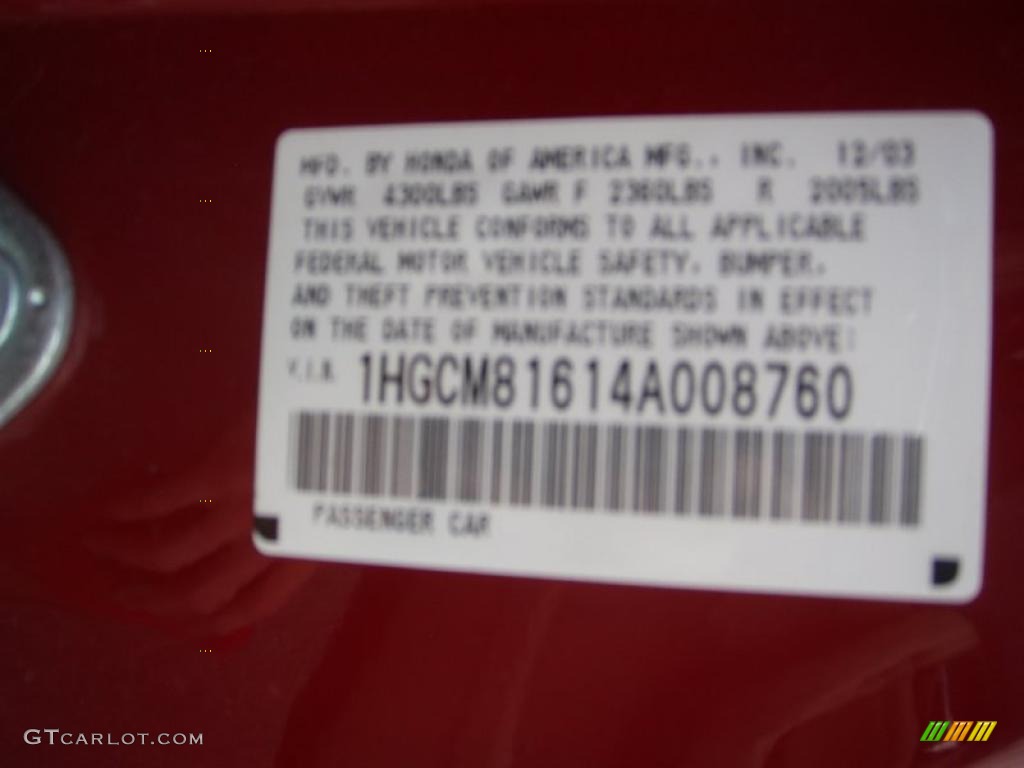 MFD. BY HONDA OF AMERICA MFG., INC. 12/03
GVWR 4300LBS GAWR F 2360LBS R 2005LBS
THIS VEHICLE CONFORMS TO ALL APPLICABLE
FEDERAL MOTOR VEHICLE SAFETY, BUMPER,
AND THEFT PREVENTION STANDARDS IN EFFECT
ON THE DATE OF MANUFACTURE SHOWN ABOVE:
V.I.N. 1HGCM81614A008760
PASSENGER CAR
GTCARLOT.COM